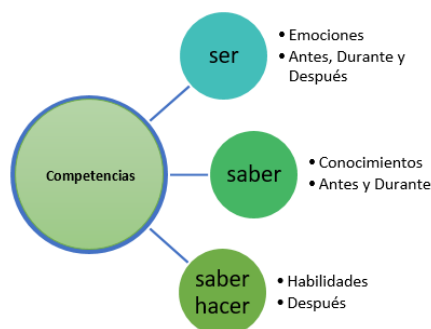 Competencias
ser
• Emociones
• Antes, Durante y
Después
saber
• Conocimientos
• Antes y Durante
saber
hacer
• Habilidades
• Después